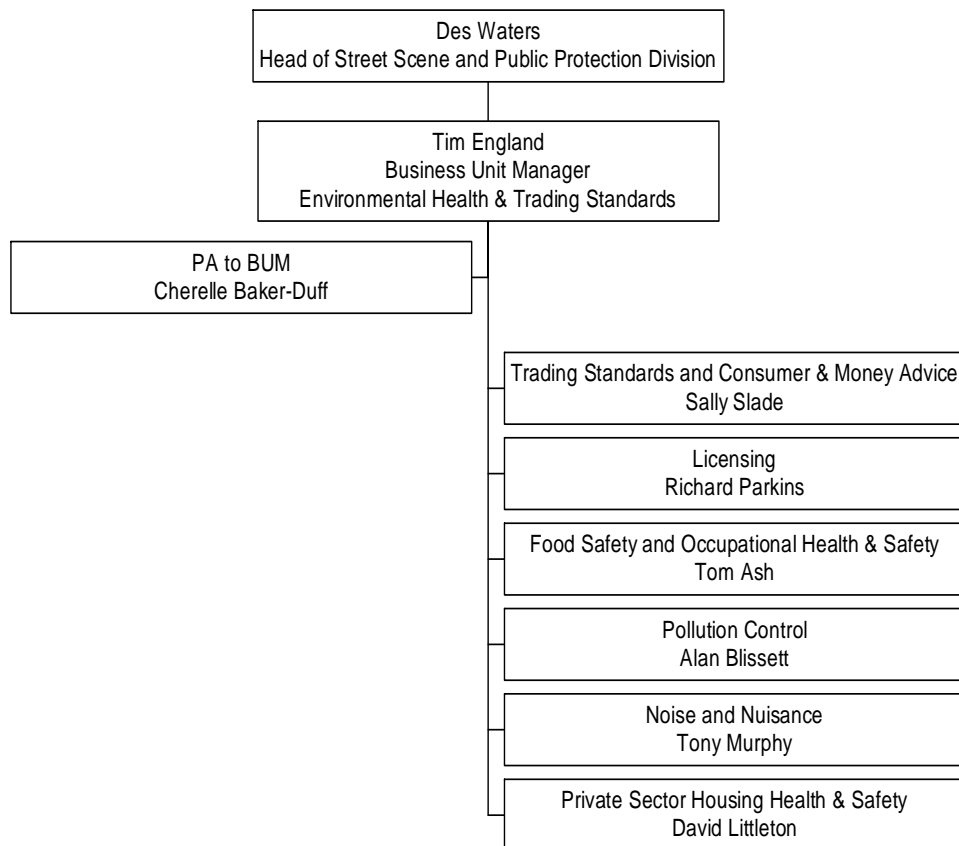 Des Waters
Head of Street Scene and Public Protection Division
Tim England
Business Unit Manager
Environmental Health & Trading Standards
PA to BUM
Cherelle Baker-Duff
Trading Standards and Consumer & Money Advice
Sally Slade
Licensing
Richard Parkins
Food Safety and Occupational Health & Safety
Tom Ash
Pollution Control
Alan Blissett
Noise and Nuisance
Tony Murphy
Private Sector Housing Health & Safety
David Littleton